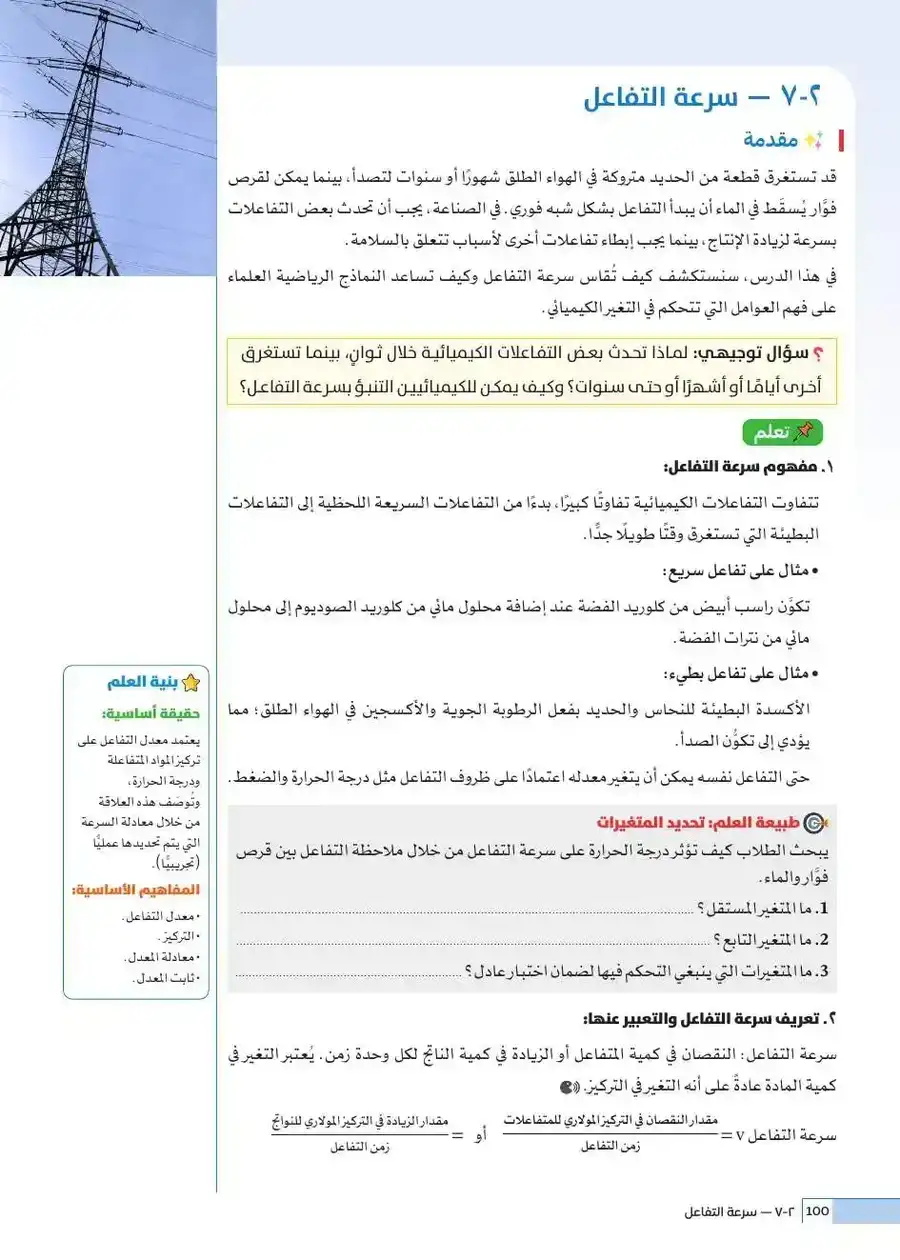 ٢-٧ — سرعة التفاعل
مقدمة
قد تستغرق قطعة من الحديد متروكة في الهواء الطلق شهورًا أو سنوات لتصدأ، بينما يمكن لقرص
فوَّار يُسقَط في الماء أن يبدأ التفاعل بشكل شبه فوري. في الصناعة، يجب أن تحدث بعض التفاعلات
بسرعة لزيادة الإنتاج، بينما يجب إبطاء تفاعلات أخرى لأسباب تتعلق بالسلامة.
في هذا الدرس، سنستكشف كيف تُقاس سرعة التفاعل وكيف تساعد النماذج الرياضية العلماء
على فهم العوامل التي تتحكم في التغير الكيميائي.
؟ سؤال توجيهي: لماذا تحدث بعض التفاعلات الكيميائية خلال ثوانٍ، بينما تستغرق
أخرى أيامًا أو أشهرًا أو حتى سنوات؟ وكيف يمكن للكيميائيين التنبؤ بسرعة التفاعل؟
تعلم
١. مفهوم سرعة التفاعل:
تتفاوت التفاعلات الكيميائية تفاوتًا كبيرًا، بدءًا من التفاعلات السريعة اللحظية إلى التفاعلات
البطيئة التي تستغرق وقتًا طويلًا جدًّا.
• مثال على تفاعل سريع:
تكوَّن راسب أبيض من كلوريد الفضة عند إضافة محلول مائي من كلوريد الصوديوم إلى محلول
مائي من نترات الفضة.
• مثال على تفاعل بطيء:
الأكسدة البطيئة للنحاس والحديد بفعل الرطوبة الجوية والأكسجين في الهواء الطلق؛ مما
يؤدي إلى تكوُّن الصدأ.
حتى التفاعل نفسه يمكن أن يتغير معدله اعتمادًا على ظروف التفاعل مثل درجة الحرارة والضغط.
طبيعة العلم: تحديد المتغيرات
يبحث الطلاب كيف تؤثر درجة الحرارة على سرعة التفاعل من خلال ملاحظة التفاعل بين قرص
فوَّار والماء.
1. ما المتغير المستقل؟
2. ما المتغير التابع؟
3. ما المتغيرات التي ينبغي التحكم فيها لضمان اختبار عادل؟
٢. تعريف سرعة التفاعل والتعبير عنها:
سرعة التفاعل: النقصان في كمية المتفاعل أو الزيادة في كمية الناتج لكل وحدة زمن. يُعتبر التغير في
كمية المادة عادةً على أنه التغير في التركيز.
سرعة التفاعل v = مقدار النقصان في التركيز المولاري للمتفاعلات / زمن التفاعل أو = مقدار الزيادة في التركيز المولاري للنواتج / زمن التفاعل
بنية العلم
حقيقة أساسية:
يعتمد معدل التفاعل على
تركيز المواد المتفاعلة
ودرجة الحرارة،
وتُوصَف هذه العلاقة
من خلال معادلة السرعة
التي يتم تحديدها عمليًّا
(تجريبيًّا).
المفاهيم الأساسية:
• معدل التفاعل.
• التركيز.
• معادلة المعدل.
• ثابت المعدل.
100
٢-٧ — سرعة التفاعل